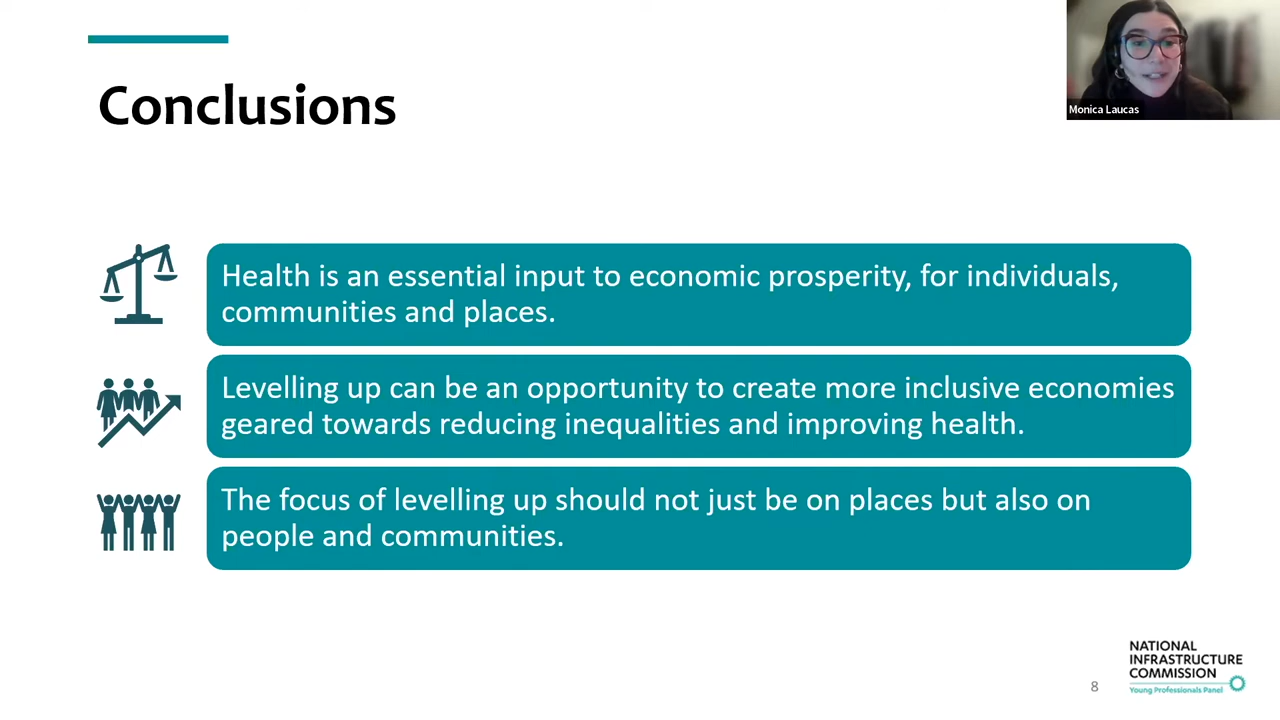 Conclusions
Monica Laucas
Health is an essential input to economic prosperity, for individuals,
communities and places.
Levelling up can be an opportunity to create more inclusive economies
geared towards reducing inequalities and improving health.
The focus of levelling up should not just be on places but also on
people and communities.
NATIONAL
INFRASTRUCTURE
COMMISSION
Young Professionals Panel
8